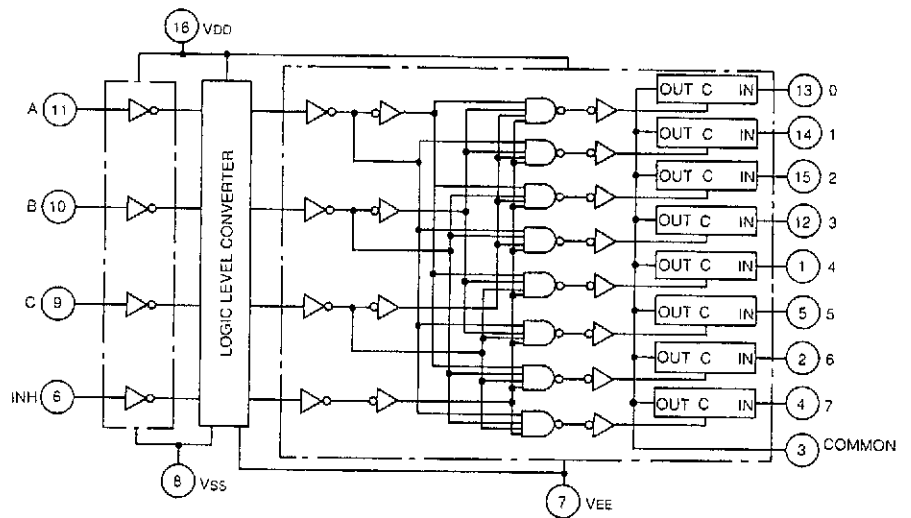 16 VDD
A 11
B 10
C 9
INH 6
8 VSS
LOGIC LEVEL CONVERTER
OUT C IN 13 0
OUT C IN 14 1
OUT C IN 15 2
OUT C IN 12 3
OUT C IN 1 4
OUT C IN 5 5
OUT C IN 2 6
OUT C IN 4 7
3 COMMON
7 VEE